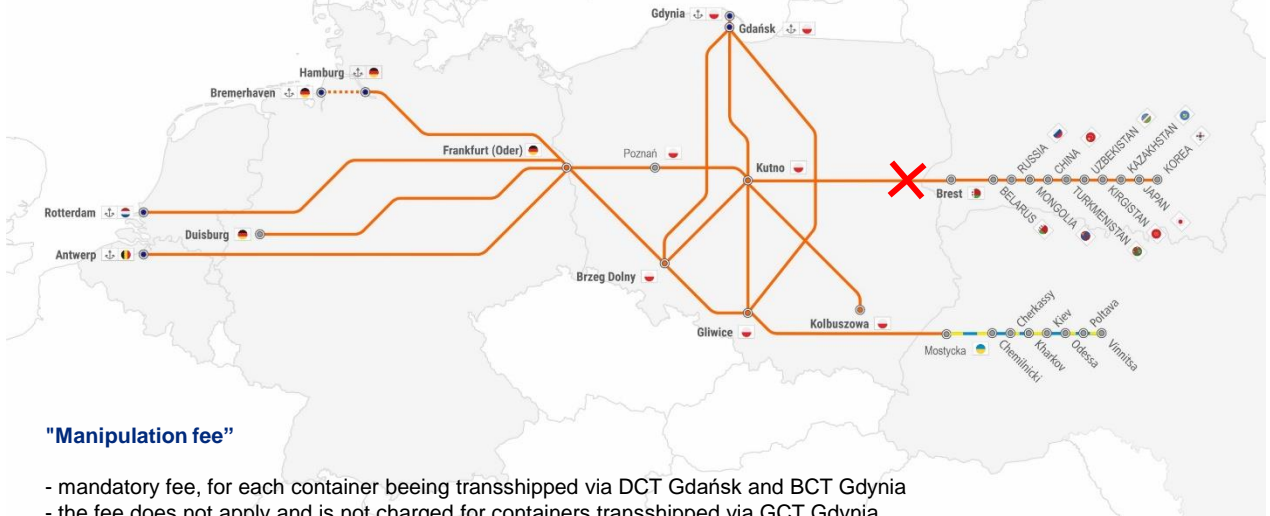 Gdynia
Gdańsk
Hamburg
Bremerhaven
Frankfurt (Oder)
Poznań
Kutno
Brest
RUSSIA
CHINA
UZBEKISTAN
KAZAKHSTAN
KOREA
BELARUS
MONGOLIA
TURKMENISTAN
KIRGISTAN
JAPAN
Rotterdam
Duisburg
Antwerp
Brzeg Dolny
Gliwice
Kolbuszowa
Mostycka
Cherkassy
Kiev
Poltava
Chemilnicki
Kharkov
Odessa
Vinnitsa
"Manipulation fee”
- mandatory fee, for each container beeing transshipped via DCT Gdańsk and BCT Gdynia
- the fee does not apply and is not charged for containers transshipped via GCT Gdynia